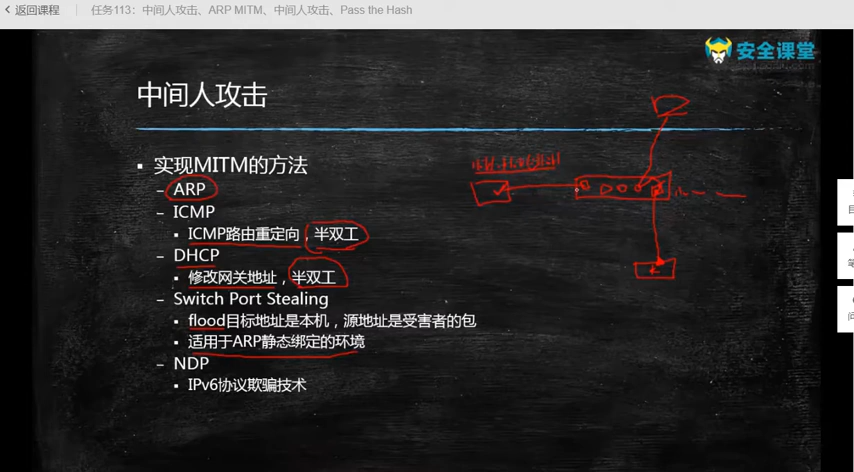 返回课程
任务113：中间人攻击、ARP MITM、中间人攻击、Pass the Hash
安全课堂
中间人攻击
▪ 实现MITM的方法
– ARP
– ICMP
▪ ICMP路由重定向，半双工
– DHCP
▪ 修改网关地址，半双工
– Switch Port Stealing
▪ flood目标地址是本机，源地址是受害者的包
▪ 适用于ARP静态绑定的环境
– NDP
▪ IPv6协议欺骗技术